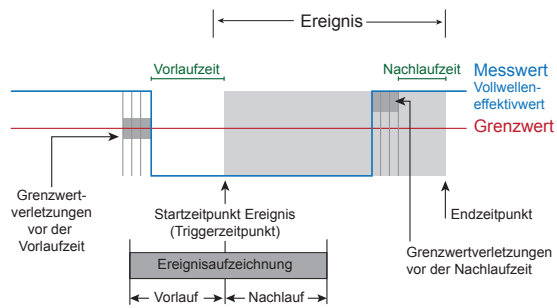 Ereignis
Vorlaufzeit
Nachlaufzeit
Messwert
Vollwellen-
effektivwert
Grenzwert
Grenzwert-
verletzungen
vor der
Vorlaufzeit
Startzeitpunkt Ereignis
(Triggerzeitpunkt)
Endzeitpunkt
Grenzwertverletzungen
vor der Nachlaufzeit
Ereignisaufzeichnung
Vorlauf
Nachlauf